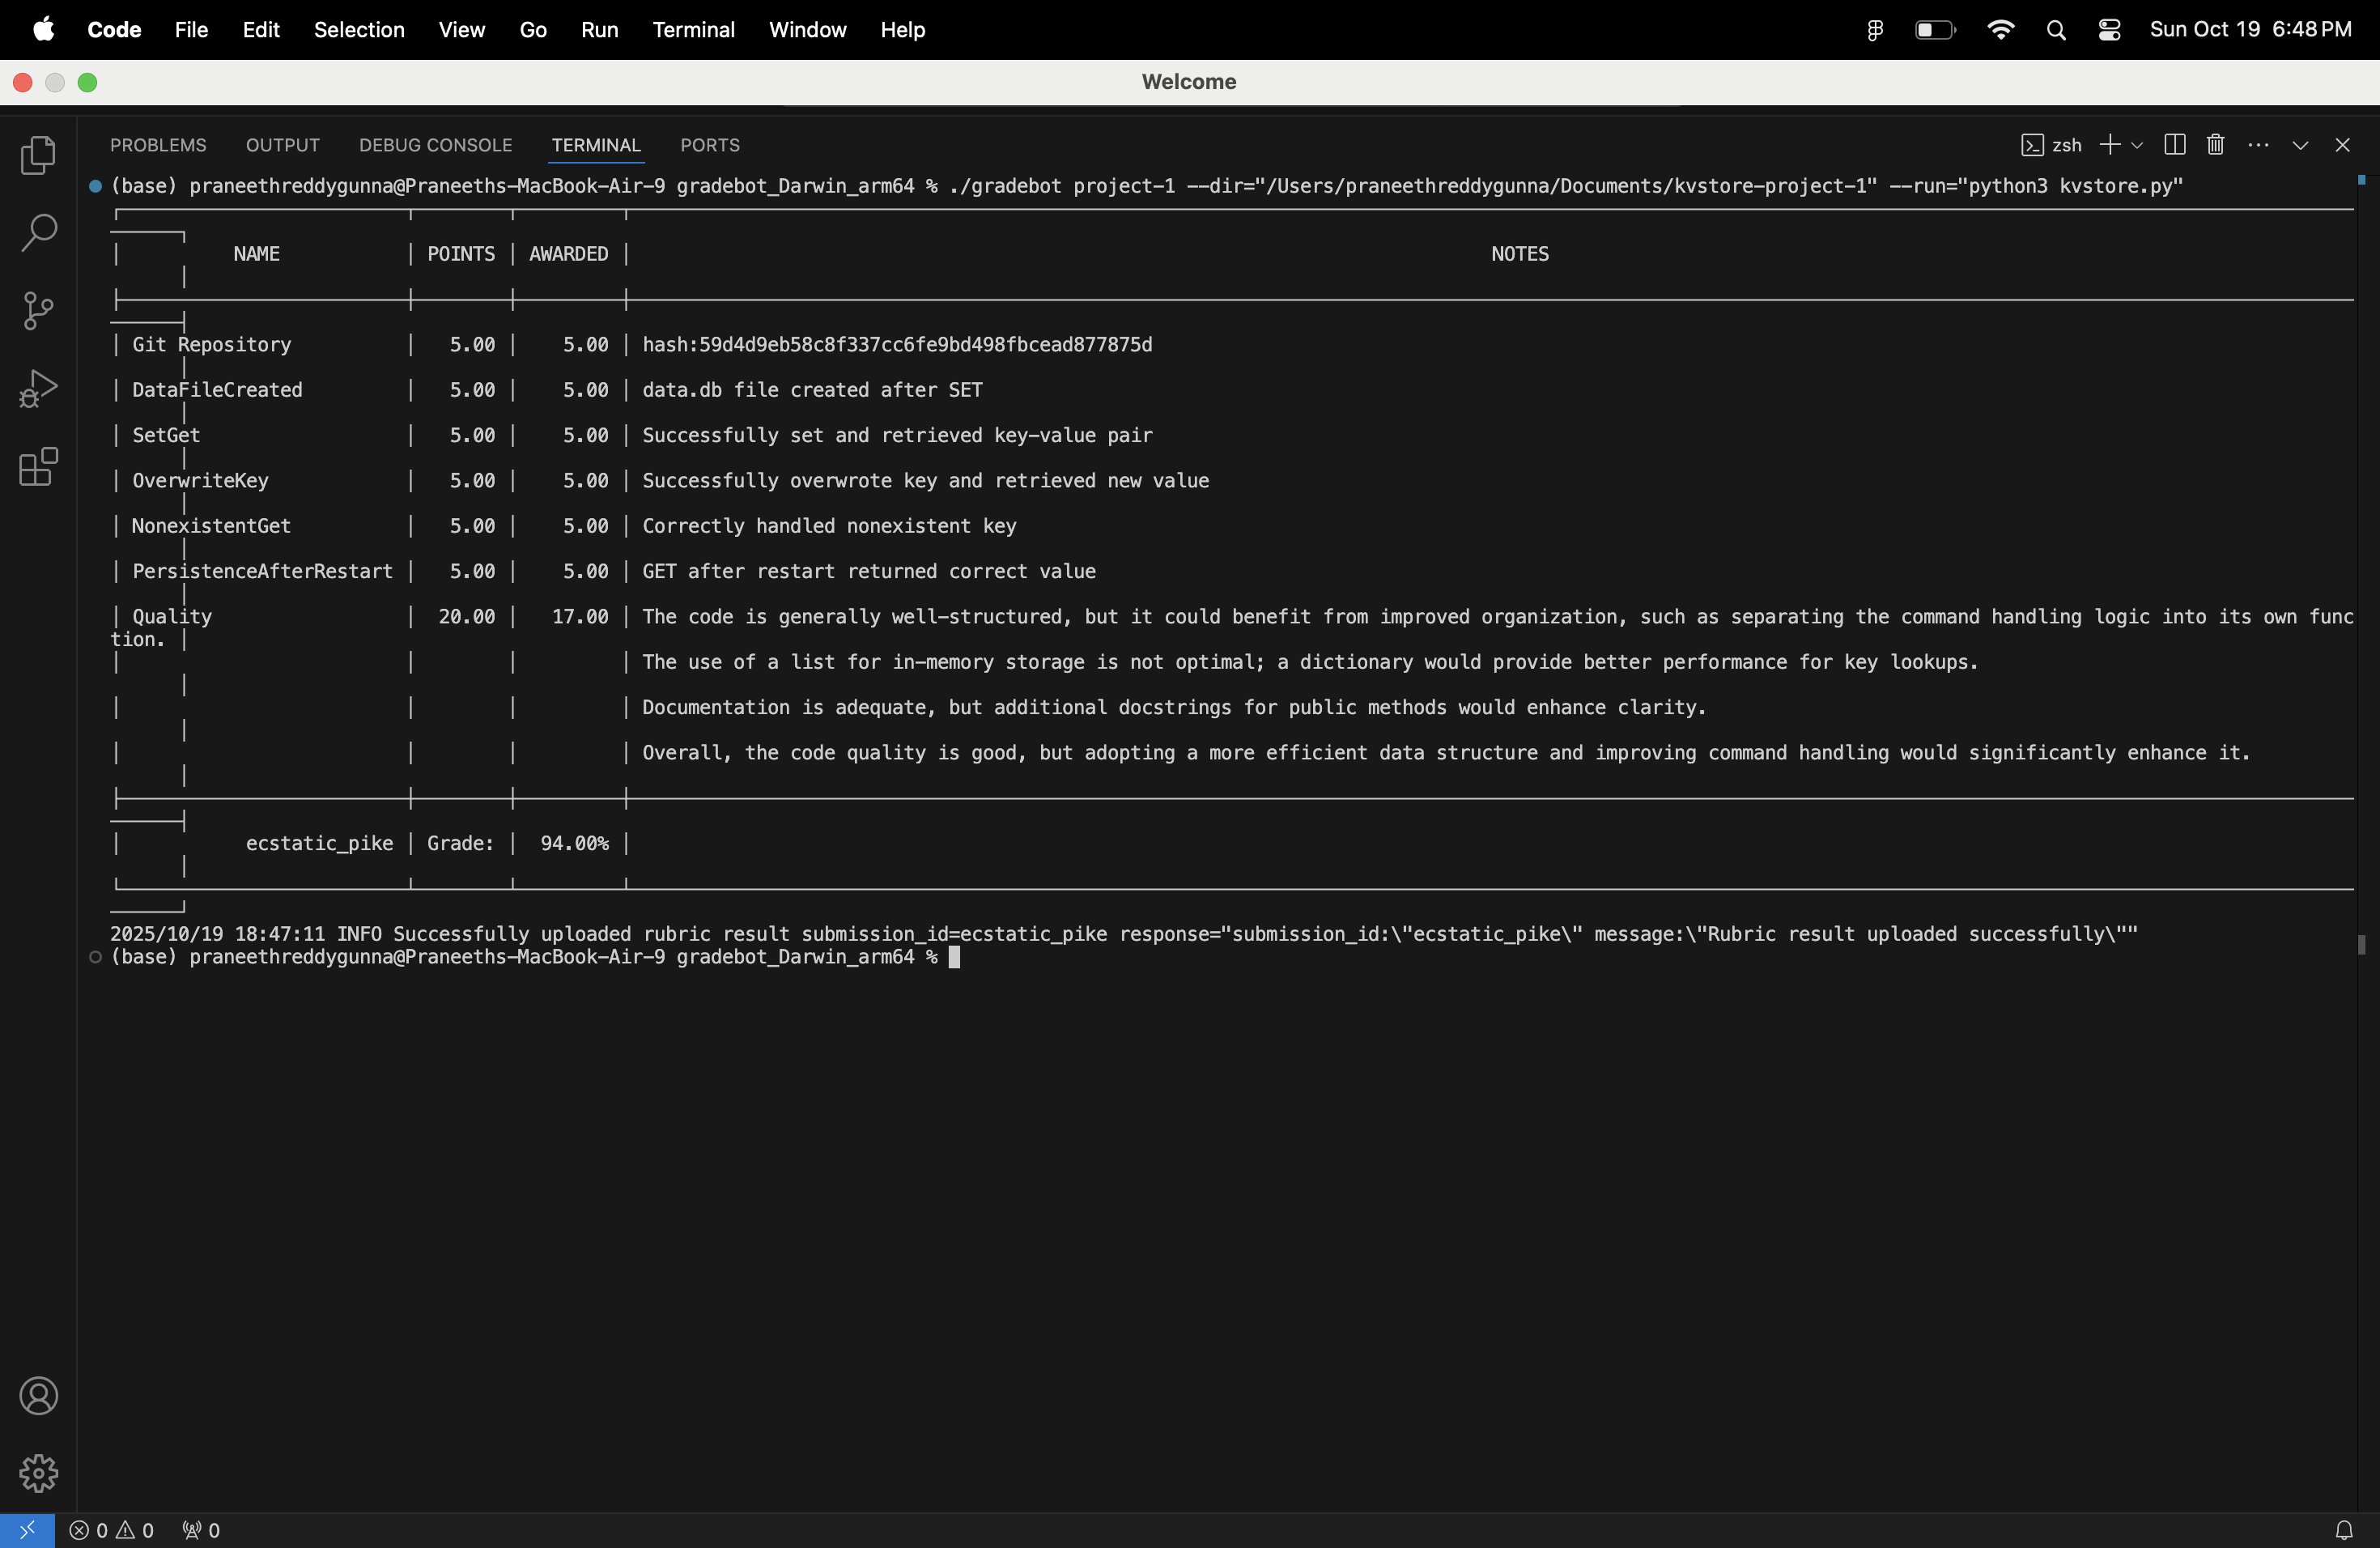 Code File Edit Selection View Go Run Terminal Window Help Sun Oct 19 6:48 PM
Welcome
PROBLEMS OUTPUT DEBUG CONSOLE TERMINAL PORTS zsh
(base) praneethreddygunna@Praneeths-MacBook-Air-9 gradebot_Darwin_arm64 % ./gradebot project-1 --dir="/Users/praneethreddygunna/Documents/kvstore-project-1" --run="python3 kvstore.py"
NAME POINTS AWARDED NOTES
Git Repository 5.00 5.00 hash:59d4d9eb58c8f337cc6fe9bd498fbcead877875d
DataFileCreated 5.00 5.00 data.db file created after SET
SetGet 5.00 5.00 Successfully set and retrieved key-value pair
OverwriteKey 5.00 5.00 Successfully overwrote key and retrieved new value
NonexistentGet 5.00 5.00 Correctly handled nonexistent key
PersistenceAfterRestart 5.00 5.00 GET after restart returned correct value
Quality 20.00 17.00 The code is generally well-structured, but it could benefit from improved organization, such as separating the command handling logic into its own func
tion.
The use of a list for in-memory storage is not optimal; a dictionary would provide better performance for key lookups.
Documentation is adequate, but additional docstrings for public methods would enhance clarity.
Overall, the code quality is good, but adopting a more efficient data structure and improving command handling would significantly enhance it.
ecstatic_pike Grade: 94.00%
2025/10/19 18:47:11 INFO Successfully uploaded rubric result submission_id=ecstatic_pike response="submission_id:\"ecstatic_pike\" message:\"Rubric result uploaded successfully\""
(base) praneethreddygunna@Praneeths-MacBook-Air-9 gradebot_Darwin_arm64 %
0 0 0